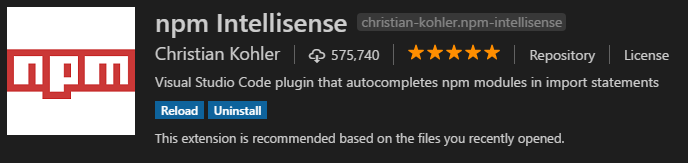 npm
npm Intellisense christian-kohler.npm-intellisense
Christian Kohler 575,740 Repository License
Visual Studio Code plugin that autocompletes npm modules in import statements
Reload Uninstall
This extension is recommended based on the files you recently opened.